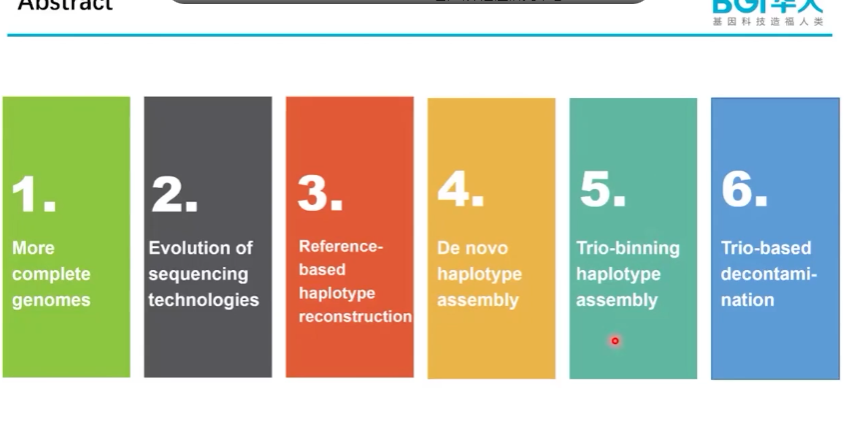 Abstract
BGI华大
基因科技造福人类
1.
More
complete
genomes
2.
Evolution of
sequencing
technologies
3.
Reference-
based
haplotype
reconstruction
4.
De novo
haplotype
assembly
5.
Trio-binning
haplotype
assembly
6.
Trio-based
decontami-
nation